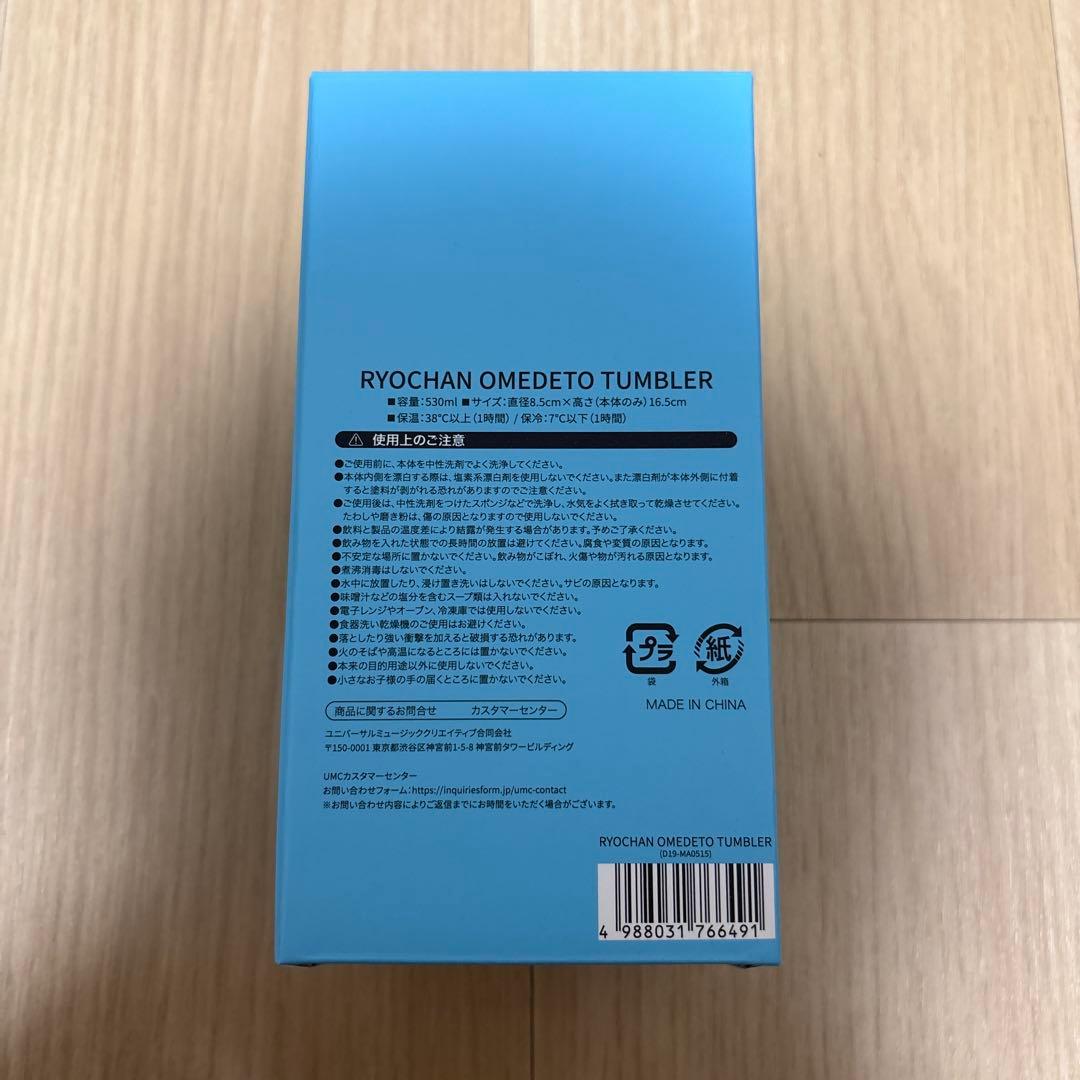 RYOCHAN OMEDETO TUMBLER
■容量：530ml ■サイズ：直径8.5cm×高さ（本体のみ）16.5cm
■保温：38℃以上（1時間）/ 保冷：7℃以下（1時間）
⚠ 使用上のご注意
●ご使用前に、本体を中性洗剤でよく洗浄してください。
●本体内側を漂白する際は、塩素系漂白剤を使用しないでください。また漂白剤が本体外側に付着
すると塗料が剥がれる恐れがありますのでご注意ください。
●ご使用後は、中性洗剤をつけたスポンジなどで洗浄し、水気をよく拭き取って乾燥させてください。
たわしや磨き粉は、傷の原因となりますので使用しないでください。
●飲料と製品の温度差により結露が発生する場合があります。予めご了承ください。
●飲み物を入れた状態での長時間の放置は避けてください。腐食や変質の原因となります。
●不安定な場所に置かないでください。飲み物がこぼれ、火傷や物が汚れる原因となります。
●煮沸消毒はしないでください。
●水中に放置したり、浸け置き洗いはしないでください。サビの原因となります。
●味噌汁などの塩分を含むスープ類は入れないでください。
●電子レンジやオーブン、冷凍庫では使用しないでください。
●食器洗い乾燥機のご使用はお避けください。
●落としたり強い衝撃を加えると破損する恐れがあります。
●火のそばや高温になるところには置かないでください。
●本来の目的用途以外に使用しないでください。
●小さなお子様の手の届くところに置かないでください。
プラ 紙
袋 外箱
MADE IN CHINA
商品に関するお問合せ カスタマーセンター
ユニバーサルミュージッククリエイティブ合同会社
〒150-0001 東京都渋谷区神宮前1-5-8 神宮前タワービルディング
UMCカスタマーセンター
お問い合わせフォーム：https://inquiriesform.jp/umc-contact
※お問い合わせ内容によりご返信までにお時間をいただく場合がございます。
RYOCHAN OMEDETO TUMBLER
(D19-MA0515)
4 988031 766491